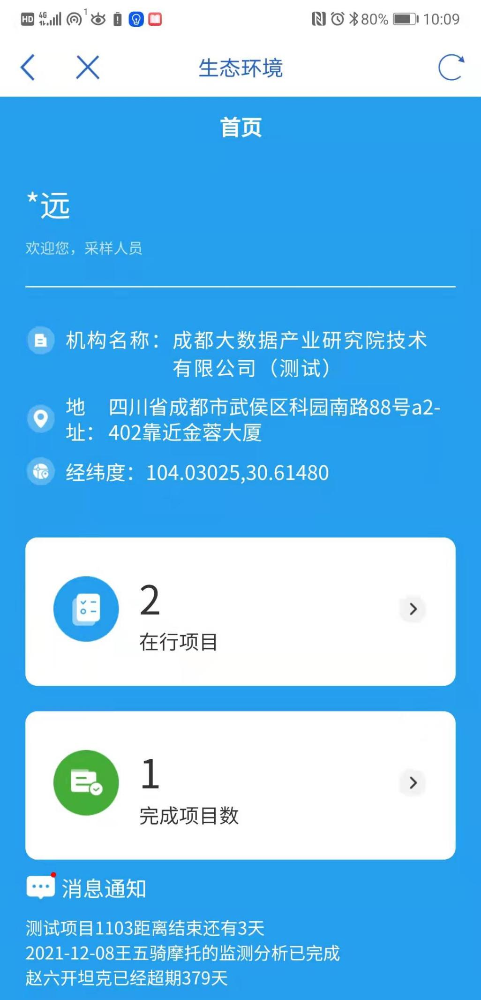 HD 4G 1 80% 10:09
生态环境
首页
*远
欢迎您，采样人员
机构名称：成都大数据产业研究院技术
有限公司（测试）
地　四川省成都市武侯区科园南路88号a2-
址：402靠近金蓉大厦
经纬度：104.03025,30.61480
2
在行项目
1
完成项目数
消息通知
测试项目1103距离结束还有3天
2021-12-08王五骑摩托的监测分析已完成
赵六开坦克已经超期379天